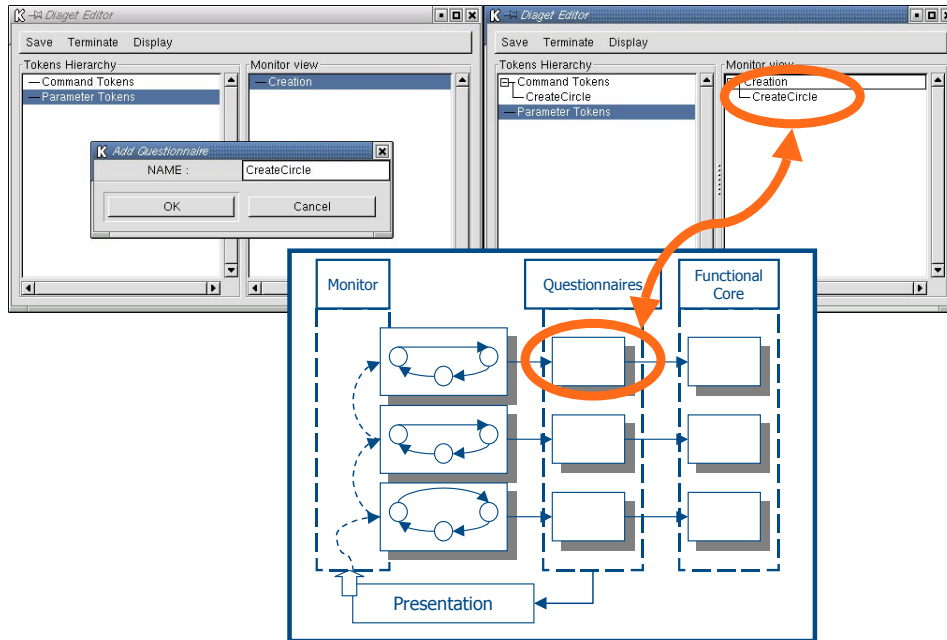 Diaget Editor
Save Terminate Display
Tokens Hierarchy
Command Tokens
Parameter Tokens
Monitor view
Creation
Add Questionnaire
NAME :
CreateCircle
OK
Cancel
Diaget Editor
Save Terminate Display
Tokens Hierarchy
Command Tokens
CreateCircle
Parameter Tokens
Monitor view
Creation
CreateCircle
Monitor
Questionnaires
Functional
Core
Presentation